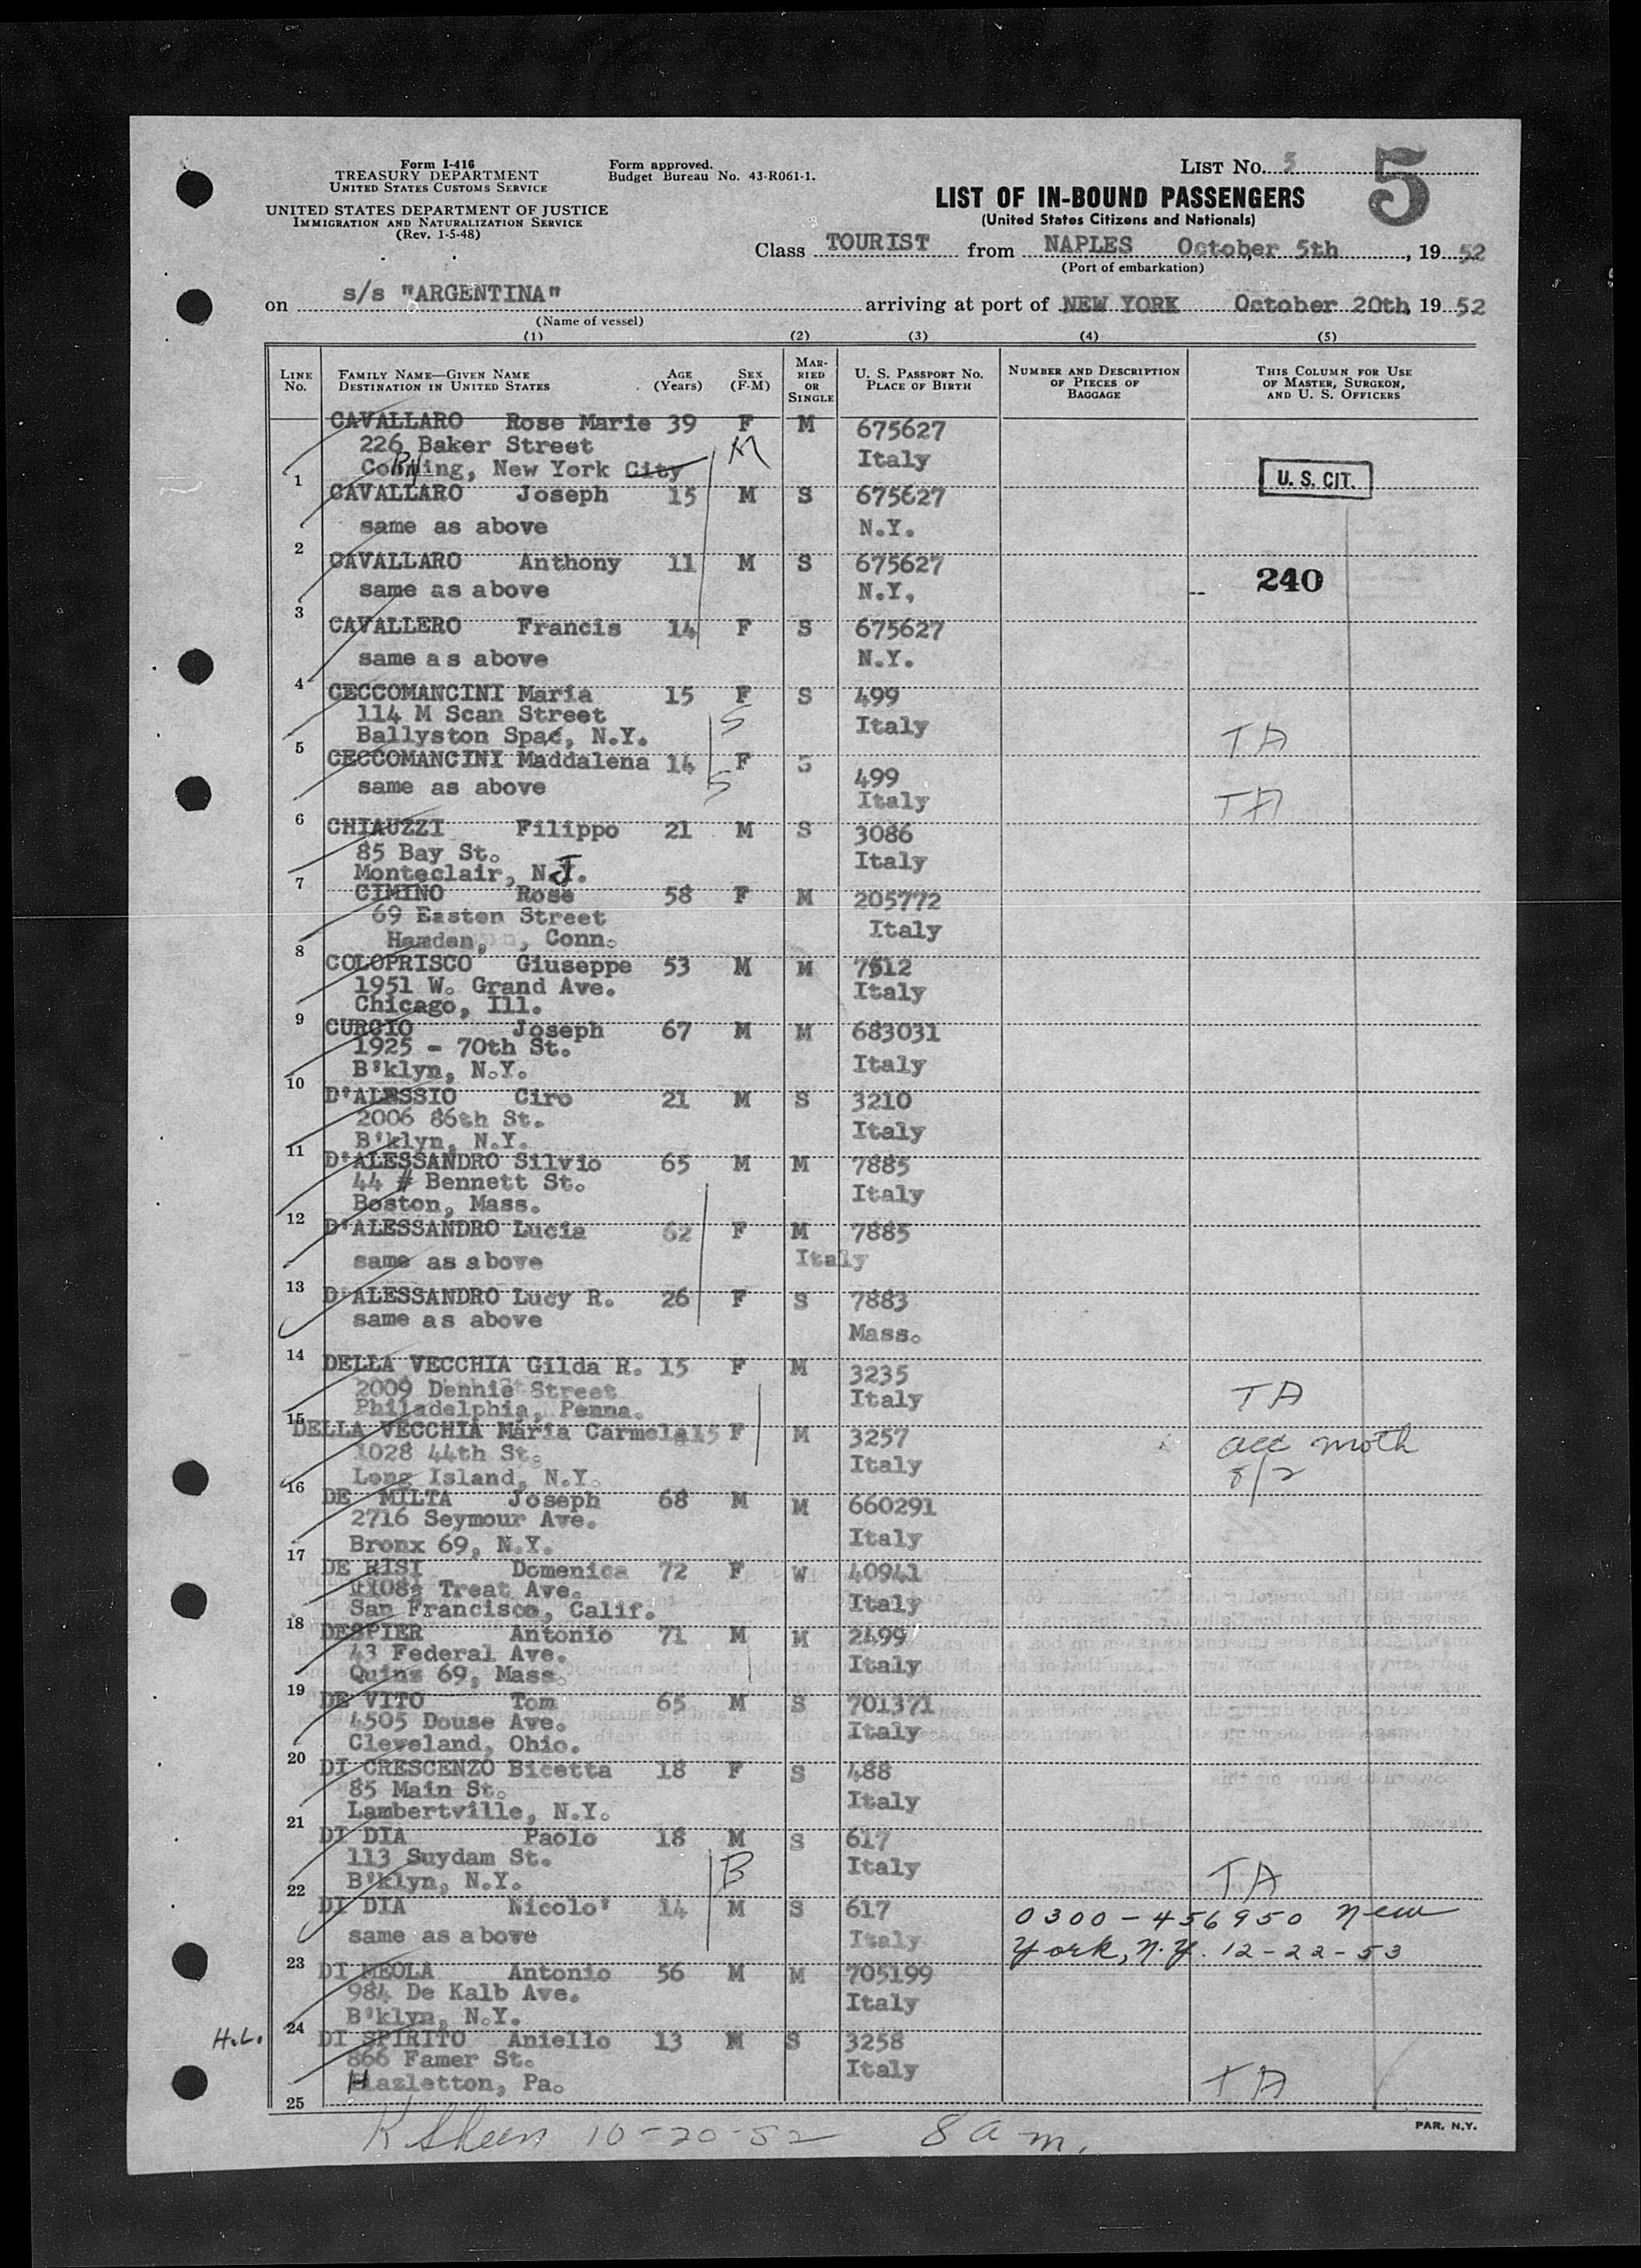 Form I-416
TREASURY DEPARTMENT
UNITED STATES CUSTOMS SERVICE
UNITED STATES DEPARTMENT OF JUSTICE
IMMIGRATION AND NATURALIZATION SERVICE
(Rev. 1-5-48)
Form approved.
Budget Bureau No. 43-R061-1.
LIST No. 5
5
LIST OF IN-BOUND PASSENGERS
(United States Citizens and Nationals)
Class TOURIST from NAPLES October 5th, 19 52
(Port of embarkation)
on s/s "ARGENTINA" arriving at port of NEW YORK October 20th, 19 52
(Name of vessel)
(1) (2) (3) (4) (5)
LINE No. FAMILY NAME—GIVEN NAME DESTINATION IN UNITED STATES AGE (Years) SEX (F-M) MARRIED OR SINGLE U. S. PASSPORT NO. PLACE OF BIRTH NUMBER AND DESCRIPTION OF PIECES OF BAGGAGE THIS COLUMN FOR USE OF MASTER, SURGEON, AND U. S. OFFICERS
CAVALLARO Rose Marie 39 F M 675627
226 Baker Street M Italy
Corning, New York City
1 U. S. CIT.
CAVALLARO Joseph 15 M S 675627
same as above N.Y.
2
CAVALLARO Anthony 11 M S 675627
same as above N.Y, 240
3
CAVALLERO Francis 14 F S 675627
same as above N.Y.
4
CECCOMANCINI Maria 15 F S 499
114 M Scan Street S Italy
Ballyston Spac, N.Y. TA
5
CECCOMANCINI Maddalena 14 F S 499
same as above S Italy TA
6
CHIAUZZI Filippo 21 M S 3086
85 Bay St. Italy
Monteclair, N.J.
7
CIMINO Rose 58 F M 205772
69 Easton Street Italy
Hamden, , Conn.
8
COLOPRISCO Giuseppe 53 M M 7512
1951 W. Grand Ave. Italy
Chicago, Ill.
9
CURCIO Joseph 67 M M 683031
1925 - 70th St. Italy
B'klyn, N.Y.
10
D'ALESSIO Ciro 21 M S 3210
2006 86th St. Italy
B'klyn, N.Y.
11
D'ALESSANDRO Silvio 65 M M 7885
44 # Bennett St. Italy
Boston, Mass.
12
D'ALESSANDRO Lucia 62 F M 7885
same as above Italy
13
D'ALESSANDRO Lucy R. 26 F S 7883
same as above Mass.
14
DELLA VECCHIA Gilda R. 15 F M 3235
2009 Dennie Street Italy TA
Philadelphia, Penna.
15
DELLA VECCHIA Maria Carmela 15 F M 3257
1028 44th St. Italy acc moth
Long Island, N.Y. 8/2
16
DE MILTA Joseph 68 M M 660291
2716 Seymour Ave. Italy
Bronx 69, N.Y.
17
DE RISI Domenica 72 F W 40941
Treat Ave. Italy
San Francisco, Calif.
18
DESPIER Antonio 71 M M 2499
43 Federal Ave. Italy
Quins 69, Mass.
19
DE VITO Tom 65 M S 701371
4505 Douse Ave. Italy
Cleveland, Ohio.
20
DI CRESCENZO Bicetta 18 F S 488
85 Main St. Italy
Lambertville, N.Y.
21
DI DIA Paolo 18 M S 617
113 Suydam St. B Italy TA
B'klyn, N.Y.
22
DI DIA Nicolo' 14 M S 617 0300-456950 New
same as above Italy York, N.Y. 12-22-53
23
DI MEOLA Antonio 56 M M 705199
984 De Kalb Ave. Italy
B'klyn, N.Y.
H.L. 24
DI SPIRITO Aniello 13 M S 3258
866 Famer St. Italy
Hazletton, Pa. TA
25
PAR. N.Y.
K Sheen 10-20-52 8 a m.